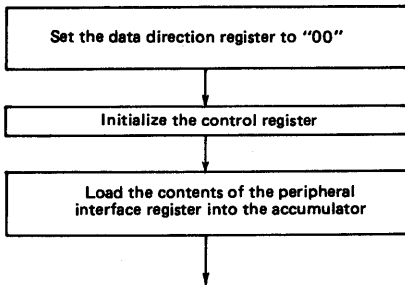 Set the data direction register to "00"
Initialize the control register
Load the contents of the peripheral
interface register into the accumulator